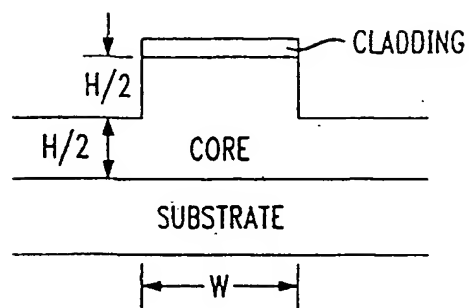 CLADDING
H/2
H/2
CORE
SUBSTRATE
W